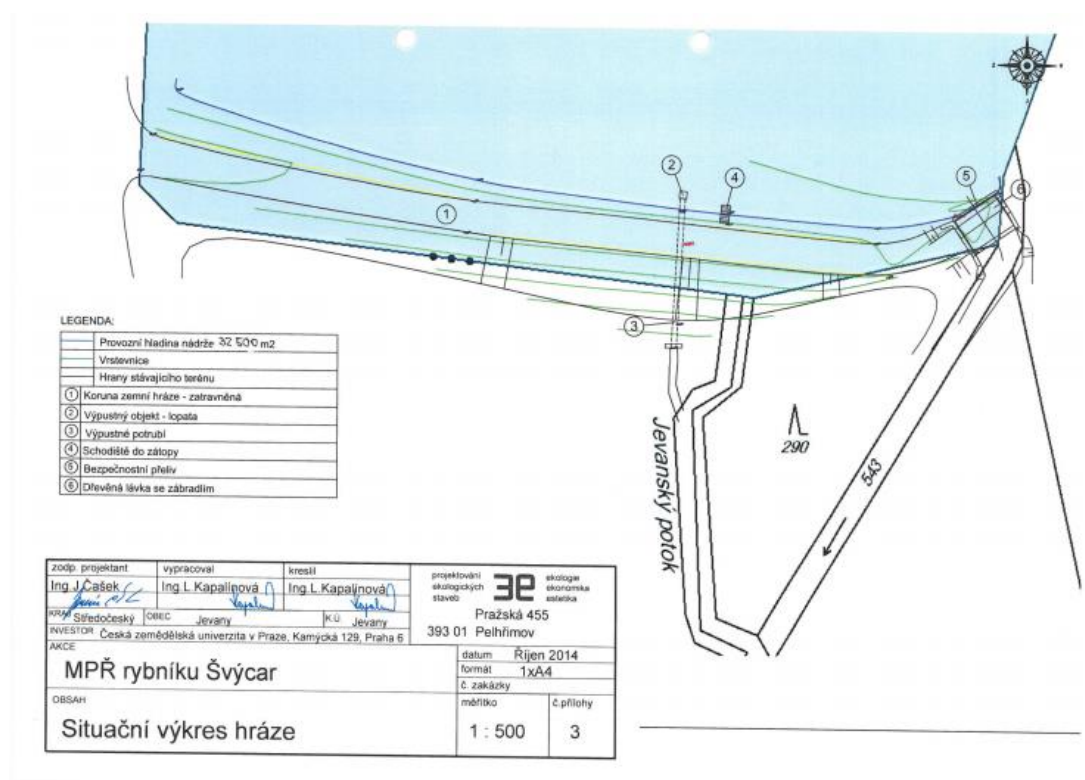 2
4
5
6
1
3
LEGENDA:
Provozní hladina nádrže 32 500 m2
Vrstevnice
Hrany stávajícího terénu
1 Koruna zemní hráze - zatravněná
2 Výpustný objekt - lopata
3 Výpustné potrubí
4 Schodiště do zátopy
5 Bezpečnostní přeliv
6 Dřevěná lávka se zábradlím
Jevanský potok
290
543
zodp. projektant vypracoval kreslil
Ing.J.Čašek Ing.L.Kapalínová Ing.L.Kapalínová
KRAJ Středočeský OBEC Jevany K.Ú. Jevany
INVESTOR Česká zemědělská univerzita v Praze, Kamýcká 129, Praha 6
projektování
ekologických
staveb
3e
ekologie
ekonomika
estetika
Pražská 455
393 01 Pelhřimov
AKCE
MPŘ rybníku Švýcar
datum Říjen 2014
formát 1xA4
č. zakázky
OBSAH
Situační výkres hráze
měřítko
1 : 500
č.přílohy
3